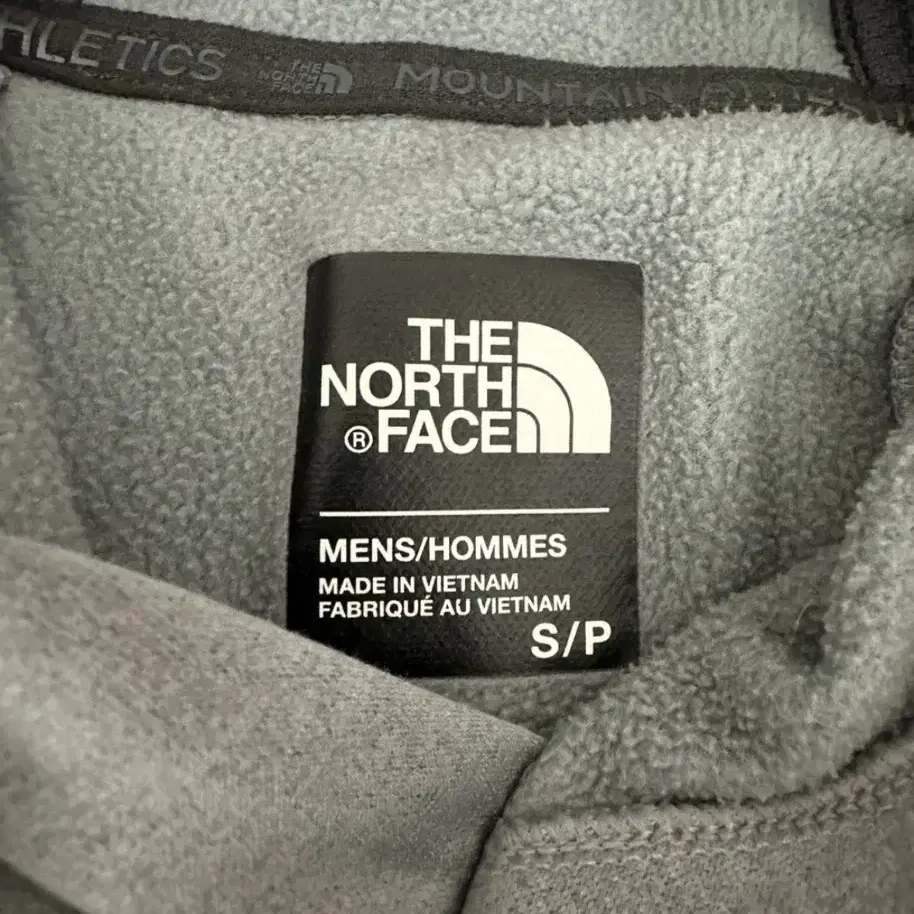 HLETICS THE NORTH FACE MOUNTAIN
THE
NORTH
® FACE
MENS/HOMMES
MADE IN VIETNAM
FABRIQUÉ AU VIETNAM
S/P